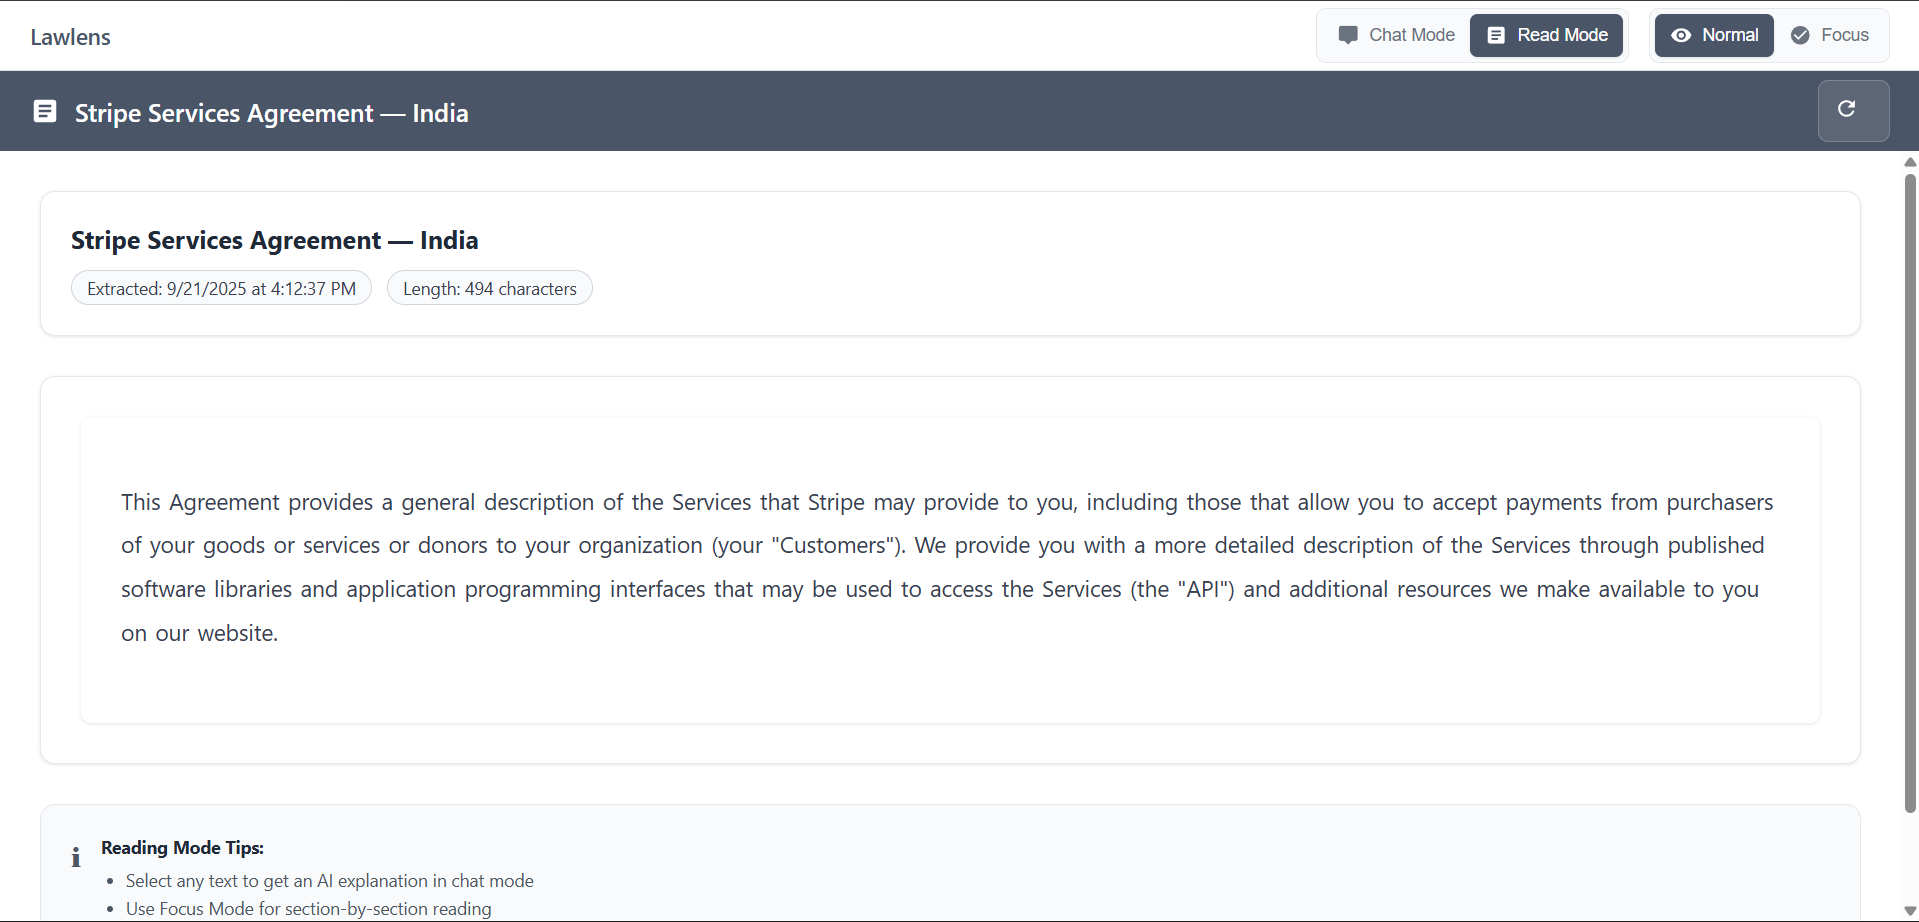 Lawlens
Chat Mode
Read Mode
Normal
Focus
Stripe Services Agreement — India
Stripe Services Agreement — India
Extracted: 9/21/2025 at 4:12:37 PM
Length: 494 characters
This Agreement provides a general description of the Services that Stripe may provide to you, including those that allow you to accept payments from purchasers
of your goods or services or donors to your organization (your "Customers"). We provide you with a more detailed description of the Services through published
software libraries and application programming interfaces that may be used to access the Services (the "API") and additional resources we make available to you
on our website.
Reading Mode Tips:
• Select any text to get an AI explanation in chat mode
• Use Focus Mode for section-by-section reading